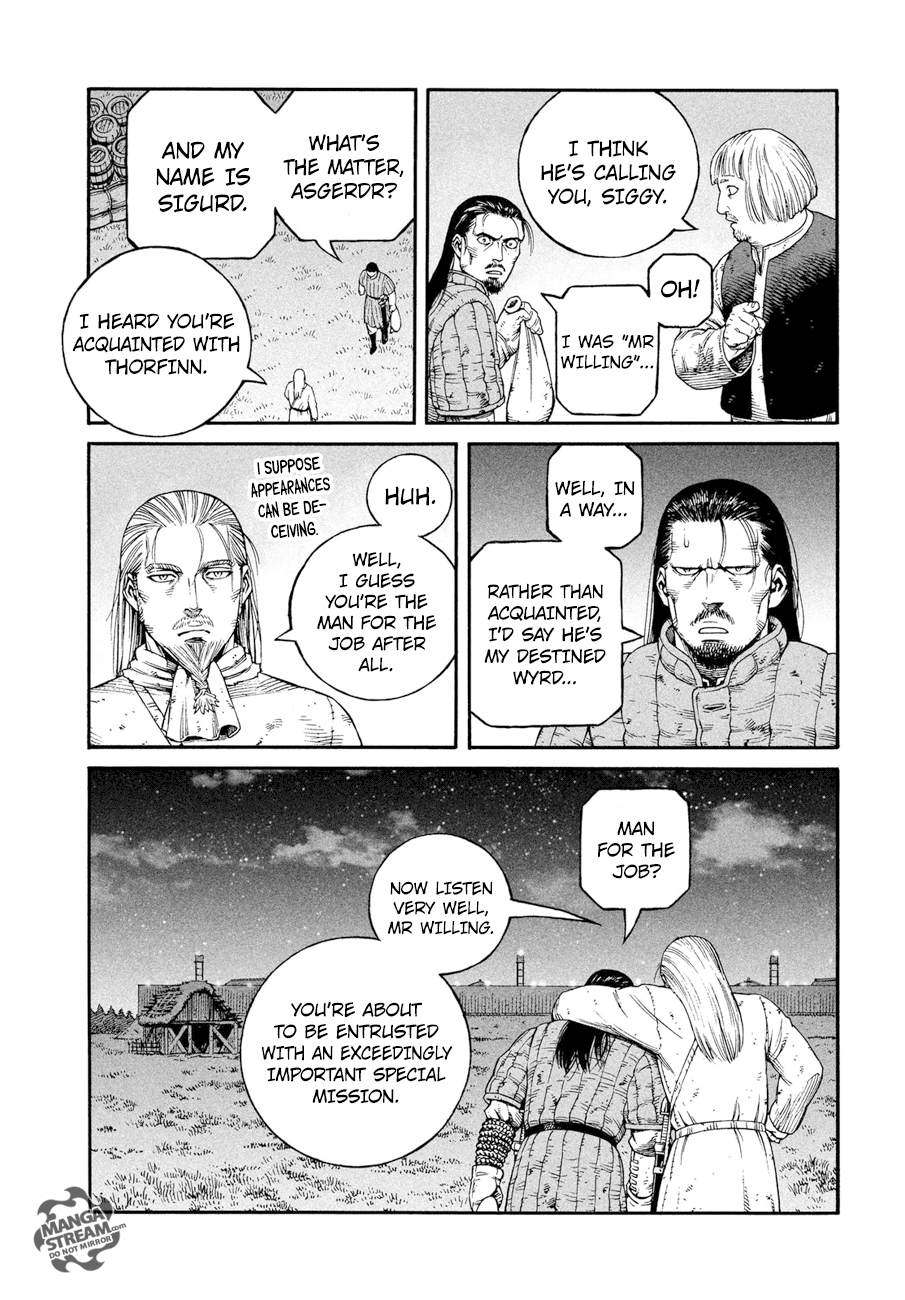 I THINK
HE'S CALLING
YOU, SIGGY.
OH!
I WAS "MR
WILLING"...
WHAT'S
THE MATTER,
ASGERDR?
AND MY
NAME IS
SIGURD.
I HEARD YOU'RE
ACQUAINTED WITH
THORFINN.
WELL, IN
A WAY...
RATHER THAN
ACQUAINTED,
I'D SAY HE'S
MY DESTINED
WYRD...
HUH.
WELL,
I GUESS
YOU'RE THE
MAN FOR THE
JOB AFTER
ALL.
I SUPPOSE
APPEARANCES
CAN BE DE-
CEIVING.
MAN
FOR THE
JOB?
NOW LISTEN
VERY WELL,
MR WILLING.
YOU'RE ABOUT
TO BE ENTRUSTED
WITH AN EXCEEDINGLY
IMPORTANT SPECIAL
MISSION.
MANGA
STREAM.com
DO NOT MIRROR